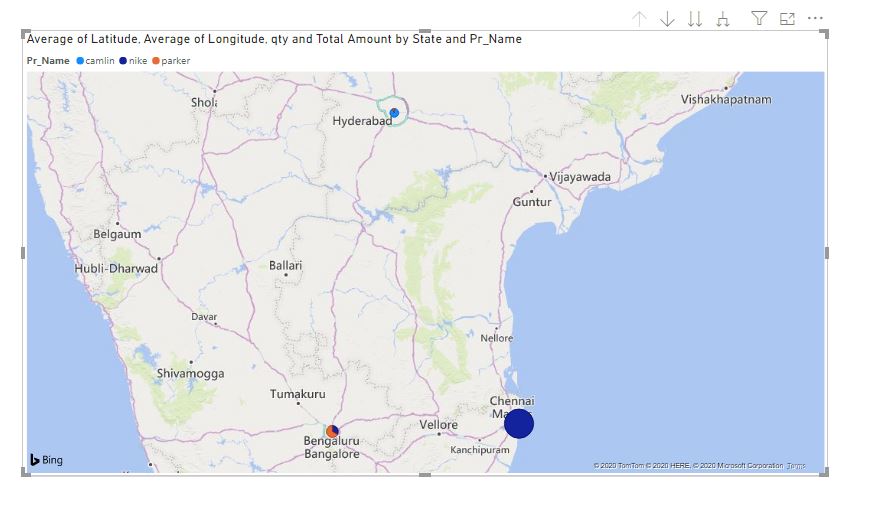 Average of Latitude, Average of Longitude, qty and Total Amount by State and Pr_Name
Pr_Name camlin nike parker
Vishakhapatnam
Shola
Hyderabad
Vijayawada
Guntur
Belgaum
Hubli-Dharwad
Ballari
Davar
Nellore
Shivamogga
Tumakuru
Chennai
Vellore
Bengaluru
Bangalore
Kanchipuram
Bing
© 2020 TomTom © 2020 HERE, © 2020 Microsoft Corporation Terms